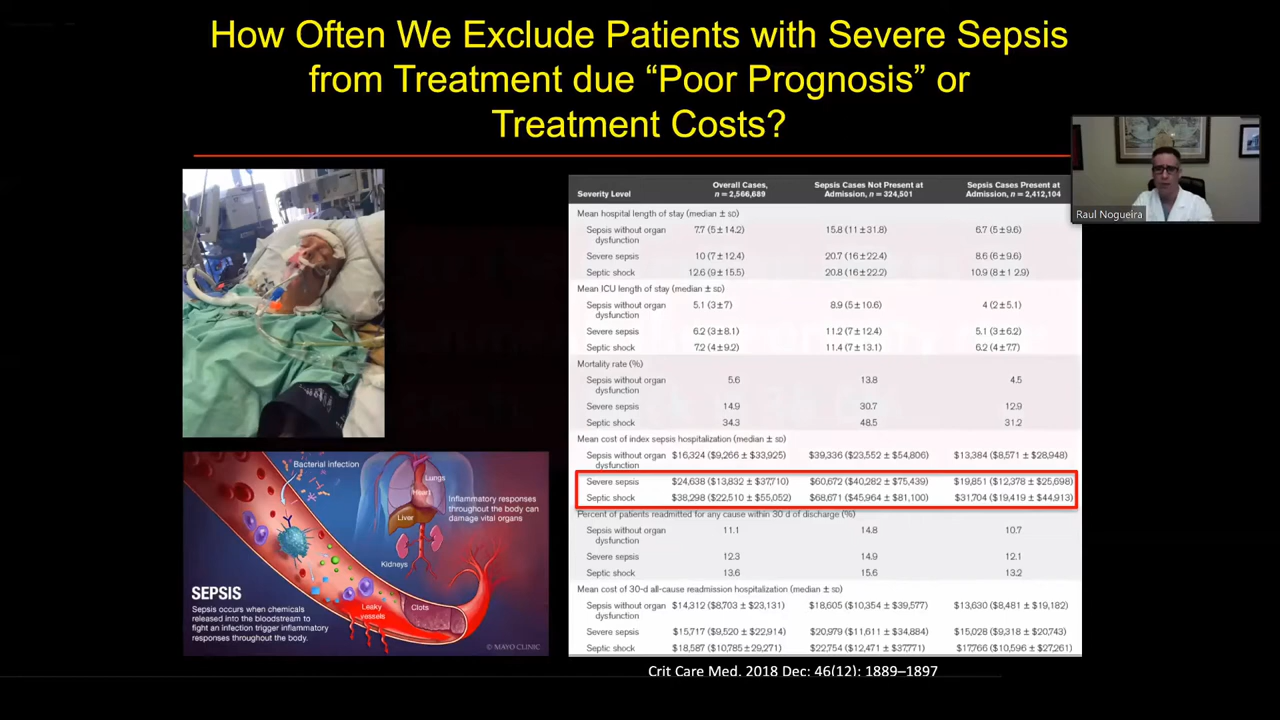 How Often We Exclude Patients with Severe Sepsis
from Treatment due “Poor Prognosis” or
Treatment Costs?
Raul Nogueira
Bacterial infection
Lungs
Heart
Liver
Kidneys
Inflammatory responses
throughout the body can
damage vital organs
SEPSIS
Sepsis occurs when chemicals
released into the bloodstream to
fight an infection trigger inflammatory
responses throughout the body.
Leaky
vessels
Clots
© MAYO CLINIC
Severity Level Overall Cases, n = 2,566,689 Sepsis Cases Not Present at Admission, n = 324,501 Sepsis Cases Present at Admission, n = 2,412,104
Mean hospital length of stay (median ± SD)
Sepsis without organ dysfunction 7.7 (5 ± 14.2) 15.8 (11 ± 31.8) 6.7 (5 ± 9.6)
Severe sepsis 10 (7 ± 12.4) 20.7 (16 ± 22.4) 8.6 (6 ± 9.6)
Septic shock 12.6 (9 ± 15.5) 20.8 (16 ± 22.2) 10.9 (8 ± 1 2.9)
Mean ICU length of stay (median ± SD)
Sepsis without organ dysfunction 5.1 (3 ± 7) 8.9 (5 ± 10.6) 4 (2 ± 5.1)
Severe sepsis 6.2 (3 ± 8.1) 11.2 (7 ± 12.4) 5.1 (3 ± 6.2)
Septic shock 7.2 (4 ± 9.2) 11.4 (7 ± 13.1) 6.2 (4 ± 7.7)
Mortality rate (%)
Sepsis without organ dysfunction 5.6 13.8 4.5
Severe sepsis 14.9 30.7 12.9
Septic shock 34.3 48.5 31.2
Mean cost of index sepsis hospitalization (median ± SD)
Sepsis without organ dysfunction $16,324 ($9,266 ± $33,925) $39,336 ($23,552 ± $54,806) $13,384 ($8,571 ± $28,948)
Severe sepsis $24,638 ($13,832 ± $37,710) $60,672 ($40,282 ± $75,439) $19,851 ($12,378 ± $25,698)
Septic shock $38,298 ($22,510 ± $55,052) $68,671 ($45,964 ± $81,100) $31,704 ($19,419 ± $44,913)
Percent of patients readmitted for any cause within 30 d of discharge (%)
Sepsis without organ dysfunction 11.1 14.8 10.7
Severe sepsis 12.3 14.9 12.1
Septic shock 13.6 15.6 13.2
Mean cost of 30-d all-cause readmission hospitalization (median ± SD)
Sepsis without organ dysfunction $14,312 ($8,703 ± $23,131) $18,605 ($10,354 ± $39,577) $13,630 ($8,481 ± $19,182)
Severe sepsis $15,717 ($9,520 ± $22,914) $20,979 ($11,611 ± $34,884) $15,028 ($9,318 ± $20,743)
Septic shock $18,587 ($10,785 ± 29,271) $22,754 ($12,471 ± $37,771) $17,766 ($10,596 ± $27,261)
Crit Care Med. 2018 Dec; 46(12): 1889–1897